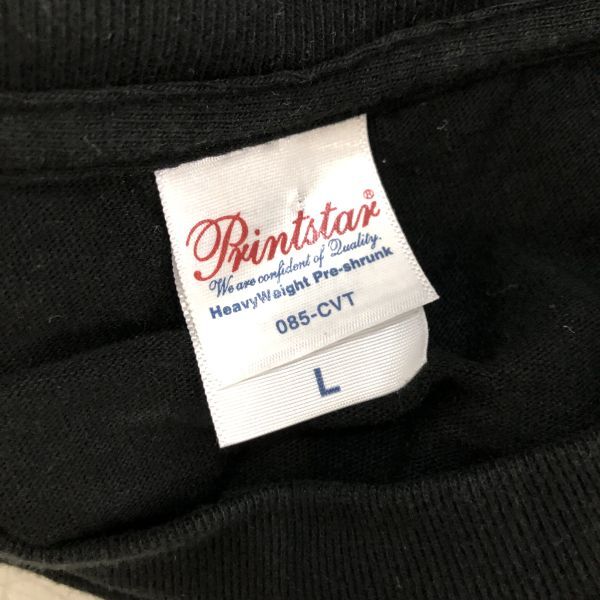 Printstar®
We are confident of Quality.
HeavyWeight Pre-shrunk
085-CVT
L